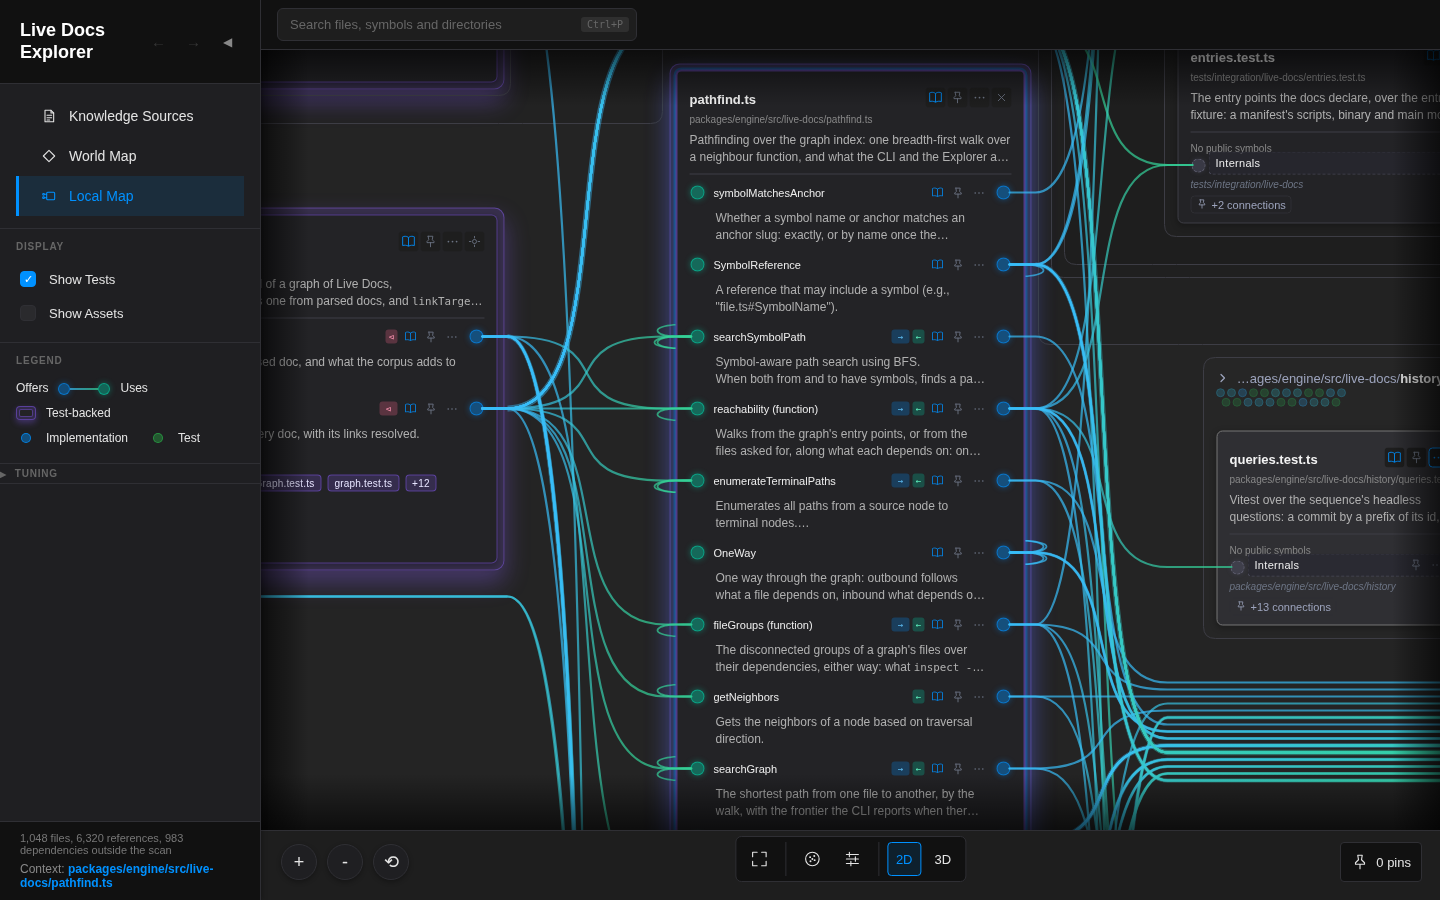 Live Docs
Explorer
Search files, symbols and directories
Ctrl+P
Knowledge Sources
World Map
Local Map
DISPLAY
Show Tests
Show Assets
LEGEND
Offers
Uses
Test-backed
Implementation
Test
TUNING
1,048 files, 6,320 references, 983
dependencies outside the scan
Context: packages/engine/src/live-
docs/pathfind.ts
of a graph of Live Docs,
one from parsed docs, and linkTarge…
doc, and what the corpus adds to
doc, with its links resolved.
graph.test.ts
+12
pathfind.ts
packages/engine/src/live-docs/pathfind.ts
Pathfinding over the graph index: one breadth-first walk over
a neighbour function, and what the CLI and the Explorer a…
symbolMatchesAnchor
Whether a symbol name or anchor matches an
anchor slug: exactly, or by name once the…
SymbolReference
A reference that may include a symbol (e.g.,
"file.ts#SymbolName").
searchSymbolPath
Symbol-aware path search using BFS.
When both from and to have symbols, finds a pa…
reachability (function)
Walks from the graph's entry points, or from the
files asked for, along what each depends on: on…
enumerateTerminalPaths
Enumerates all paths from a source node to
terminal nodes.…
OneWay
One way through the graph: outbound follows
what a file depends on, inbound what depends o…
fileGroups (function)
The disconnected groups of a graph's files over
their dependencies, either way: what inspect -…
getNeighbors
Gets the neighbors of a node based on traversal
direction.
searchGraph
The shortest path from one file to another, by the
walk, with the frontier the CLI reports when ther…
entries.test.ts
tests/integration/live-docs/entries.test.ts
The entry points the docs declare, over the
fixture: a manifest's scripts, binary and main
No public symbols
Internals
tests/integration/live-docs
+2 connections
…ages/engine/src/live-docs/history
queries.test.ts
packages/engine/src/live-docs/history/queries.te
Vitest over the sequence's headless
questions: a commit by a prefix of its id,
No public symbols
Internals
packages/engine/src/live-docs/history
+13 connections
+
-
2D
3D
0 pins